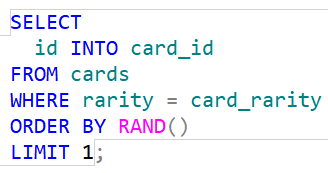 SELECT
  id INTO card_id
FROM cards
WHERE rarity = card_rarity
ORDER BY RAND()
LIMIT 1;